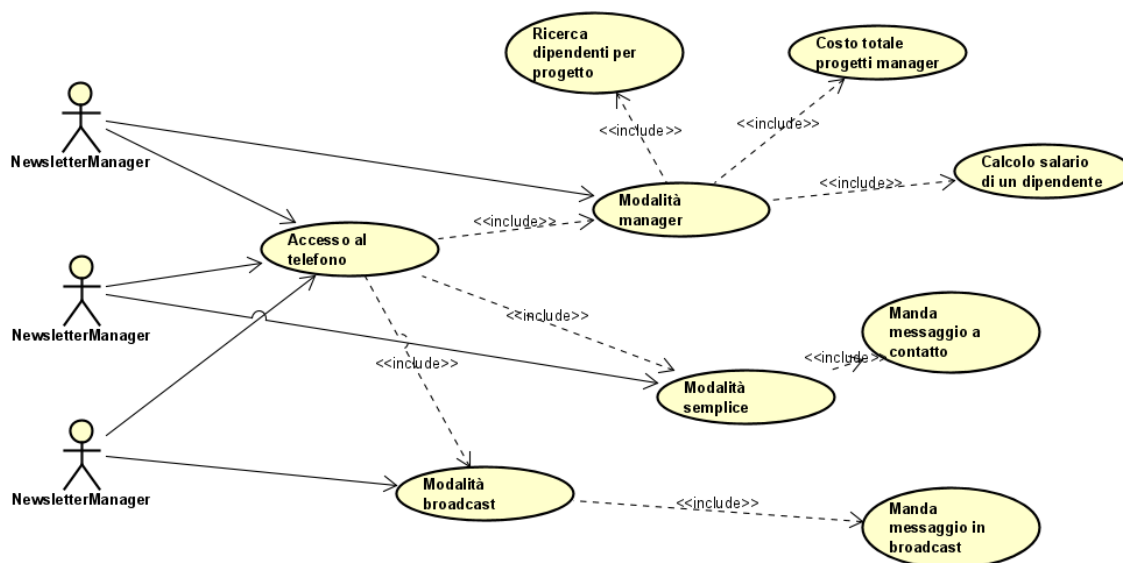 Ricerca
dipendenti per
progetto
Costo totale
progetti manager
<<include>>
<<include>>
NewsletterManager
Calcolo salario
di un dipendente
<<include>>
Modalità
manager
<<include>>
Accesso al
telefono
NewsletterManager
<<include>>
Manda
messaggio a
contatto
<<include>>
<<include>>
Modalità
semplice
NewsletterManager
Modalità
broadcast
<<include>>
Manda
messaggio in
broadcast